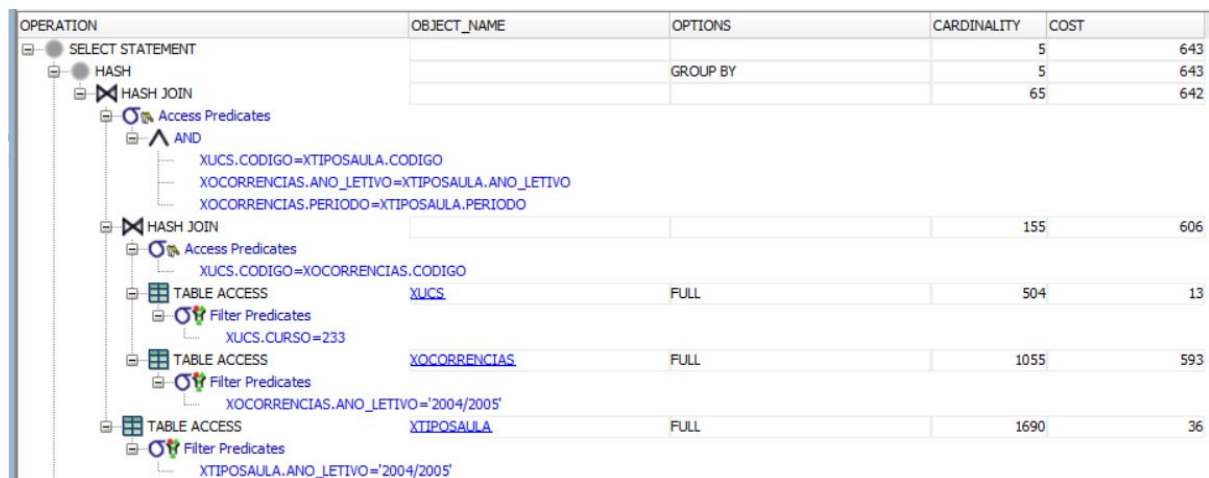 OPERATION OBJECT_NAME OPTIONS CARDINALITY COST
SELECT STATEMENT 5 643
HASH GROUP BY 5 643
HASH JOIN 65 642
Access Predicates
AND
XUCS.CODIGO=XTIPOSAULA.CODIGO
XOCORRENCIAS.ANO_LETIVO=XTIPOSAULA.ANO_LETIVO
XOCORRENCIAS.PERIODO=XTIPOSAULA.PERIODO
HASH JOIN 155 606
Access Predicates
XUCS.CODIGO=XOCORRENCIAS.CODIGO
TABLE ACCESS XUCS FULL 504 13
Filter Predicates
XUCS.CURSO=233
TABLE ACCESS XOCORRENCIAS FULL 1055 593
Filter Predicates
XOCORRENCIAS.ANO_LETIVO='2004/2005'
TABLE ACCESS XTIPOSAULA FULL 1690 36
Filter Predicates
XTIPOSAULA.ANO_LETIVO='2004/2005'